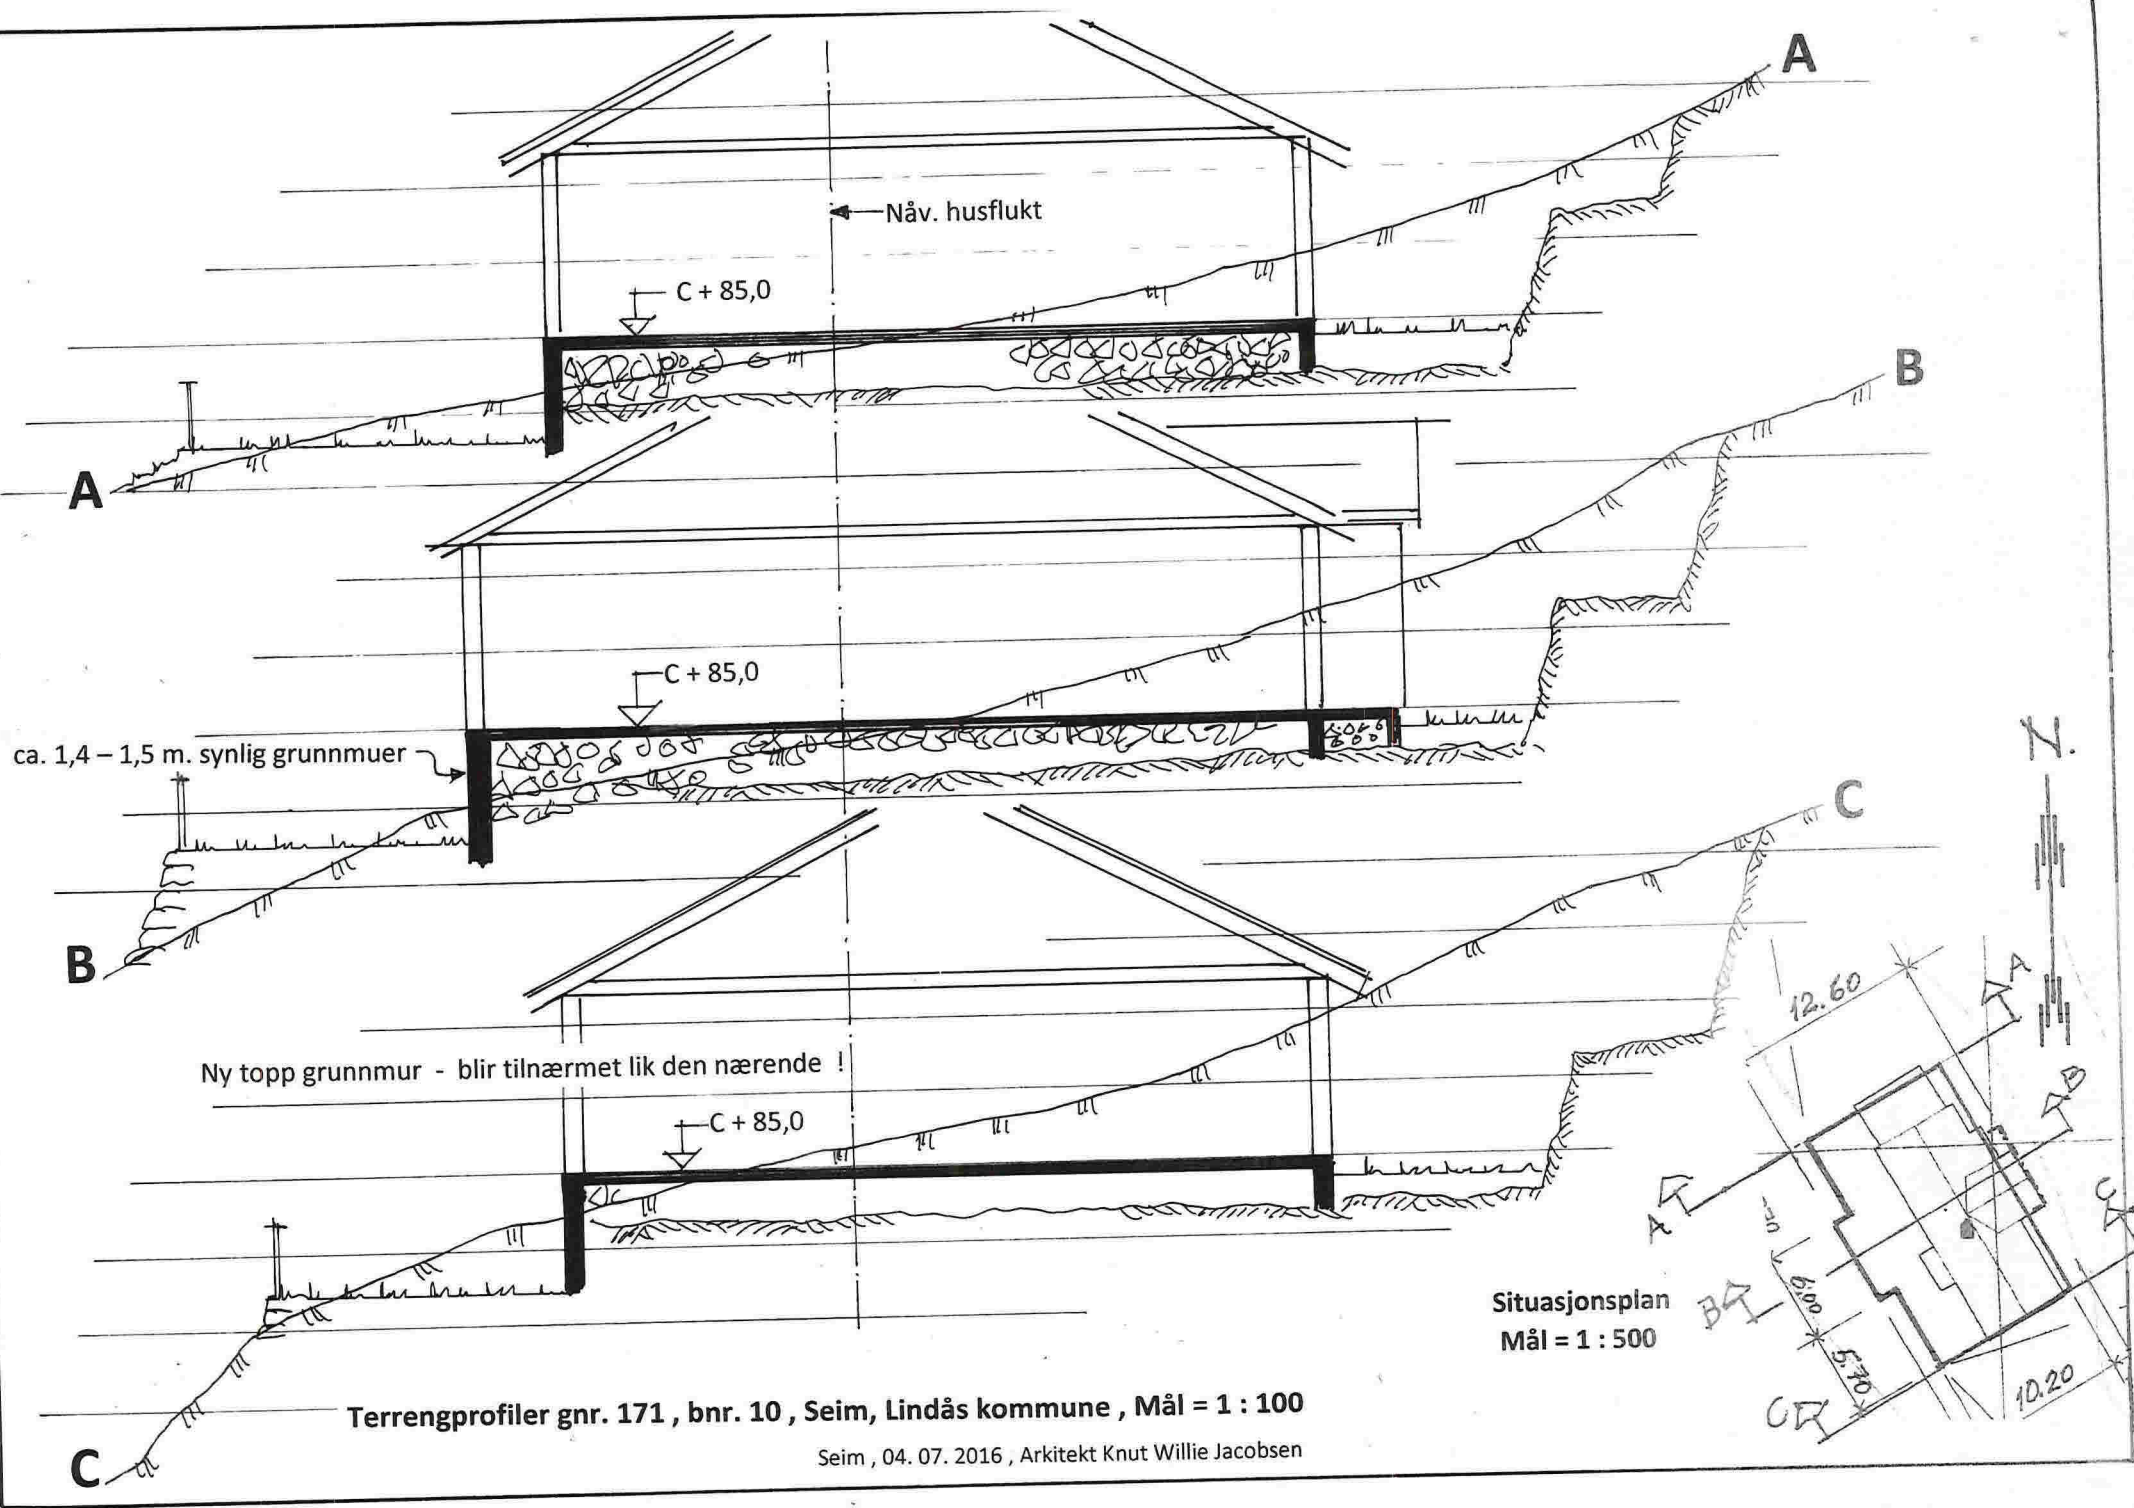 A
Nåv. husflukt
C + 85,0
A
B
C + 85,0
ca. 1,4 – 1,5 m. synlig grunnmuer
B
C
N.
12.60
A
B
Ny topp grunnmur - blir tilnærmet lik den nærende !
C + 85,0
A
C
6,00
B
5.70
10.20
C
Situasjonsplan
Mål = 1 : 500
Terrengprofiler gnr. 171 , bnr. 10 , Seim, Lindås kommune , Mål = 1 : 100
Seim , 04. 07. 2016 , Arkitekt Knut Willie Jacobsen
C